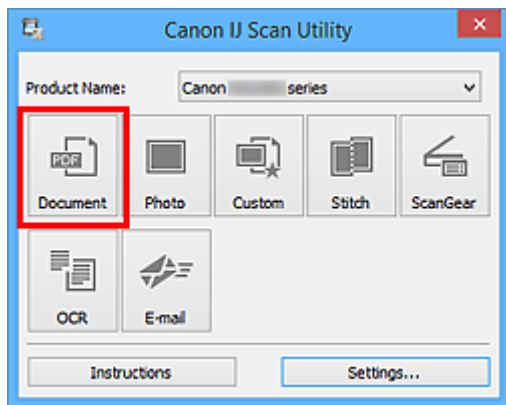 Canon IJ Scan Utility
Product Name: Canon series
PDF
Document Photo Custom Stitch ScanGear
OCR E-mail
Instructions Settings...